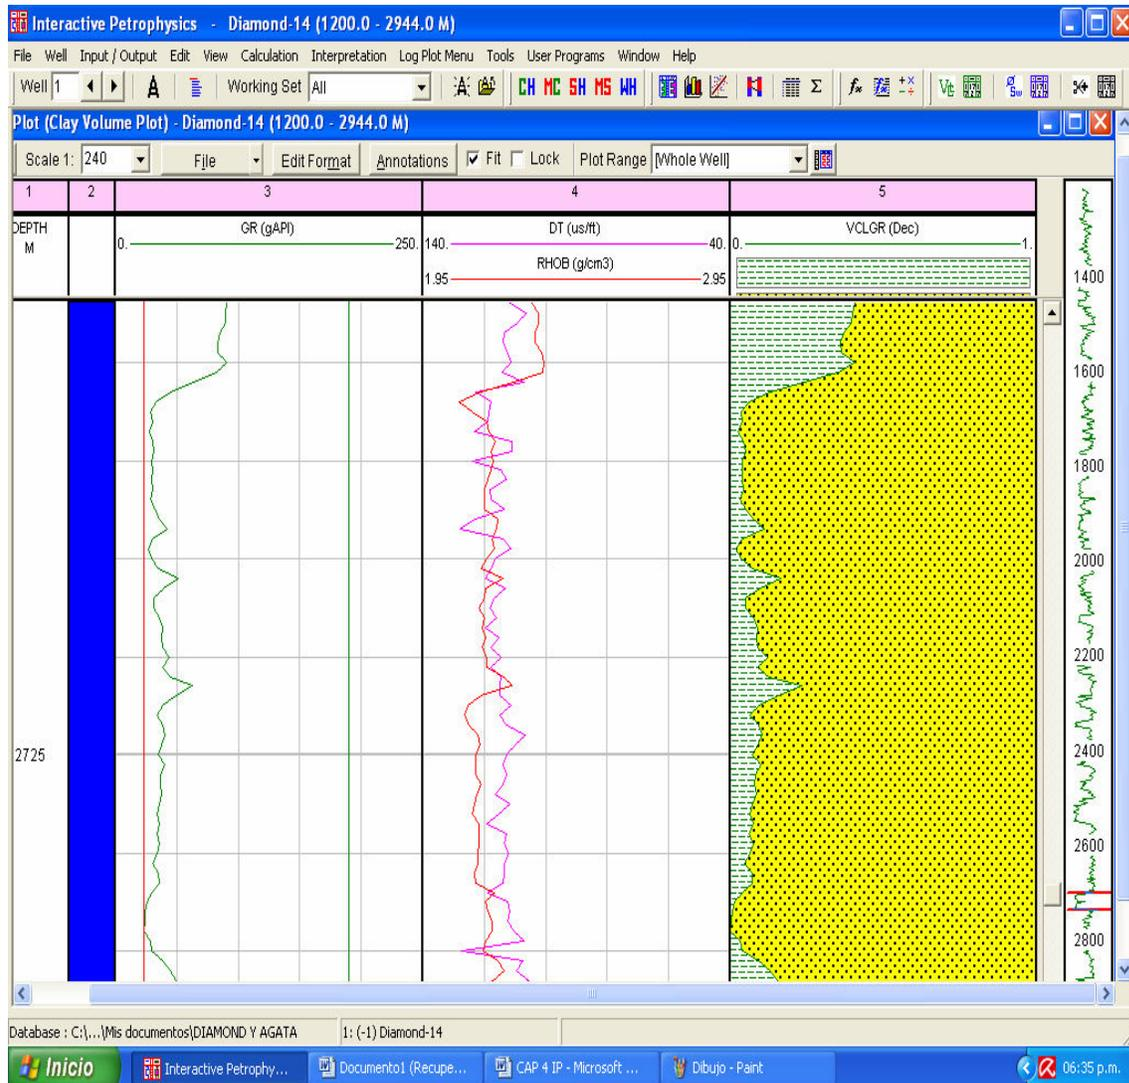 Interactive Petrophysics - Diamond-14 (1200.0 - 2944.0 M)
File Well Input / Output Edit View Calculation Interpretation Log Plot Menu Tools User Programs Window Help
Well 1 A Working Set All CH MC SH MS WH Σ
Plot (Clay Volume Plot) - Diamond-14 (1200.0 - 2944.0 M)
Scale 1: 240 File Edit Format Annotations Fit Lock Plot Range [Whole Well]
1 2 3 4 5
DEPTH GR (gAPI) DT (us/ft) VCLGR (Dec)
M 0. 250. 140. 40. 0. 1.
RHOB (g/cm3)
1.95 2.95
1400
1600
1800
2000
2200
2725 2400
2600
2800
Database : C:\...\Mis documentos\DIAMOND Y AGATA 1: (-1) Diamond-14
Inicio Interactive Petrophy... Documento1 (Recupe... CAP 4 IP - Microsoft ... Dibujo - Paint 06:35 p.m.